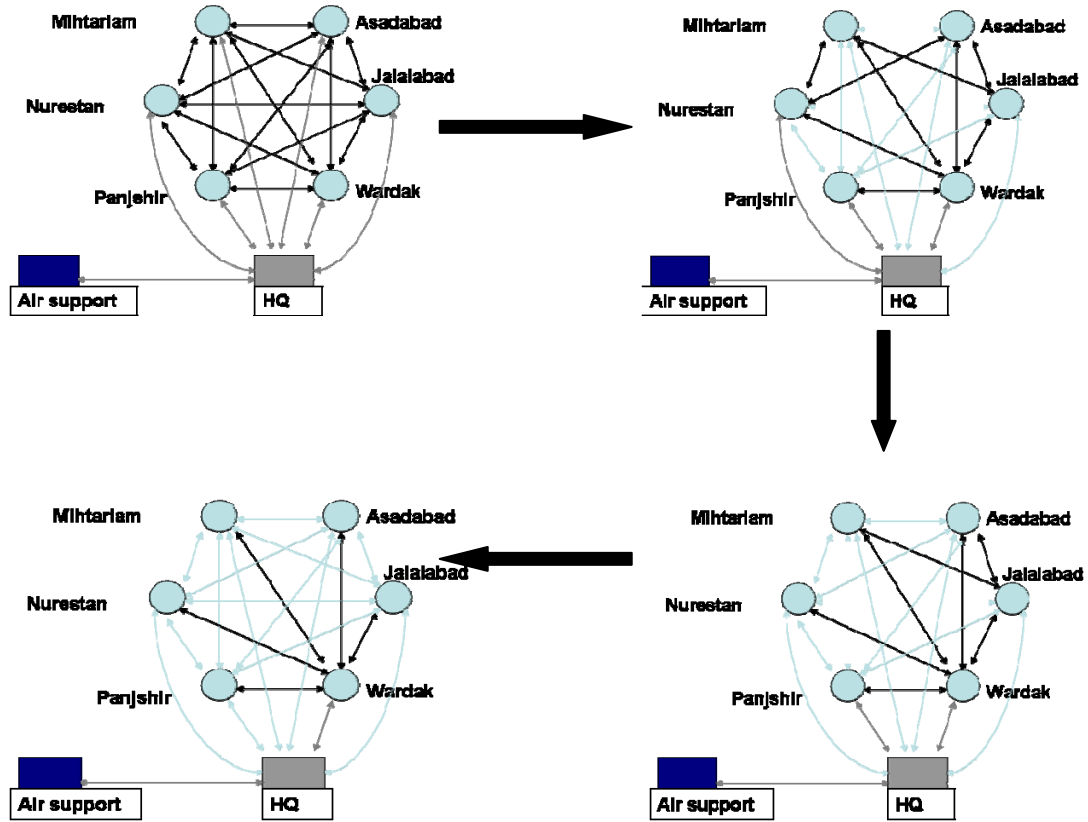 Mihtarlam
Asadabad
Jalalabad
Nurestan
Panjshir
Wardak
Air support
HQ
Mihtarlam
Asadabad
Jalalabad
Nurestan
Panjshir
Wardak
Air support
HQ
Mihtarlam
Asadabad
Jalalabad
Nurestan
Panjshir
Wardak
Air support
HQ
Mihtarlam
Asadabad
Jalalabad
Nurestan
Panjshir
Wardak
Air support
HQ